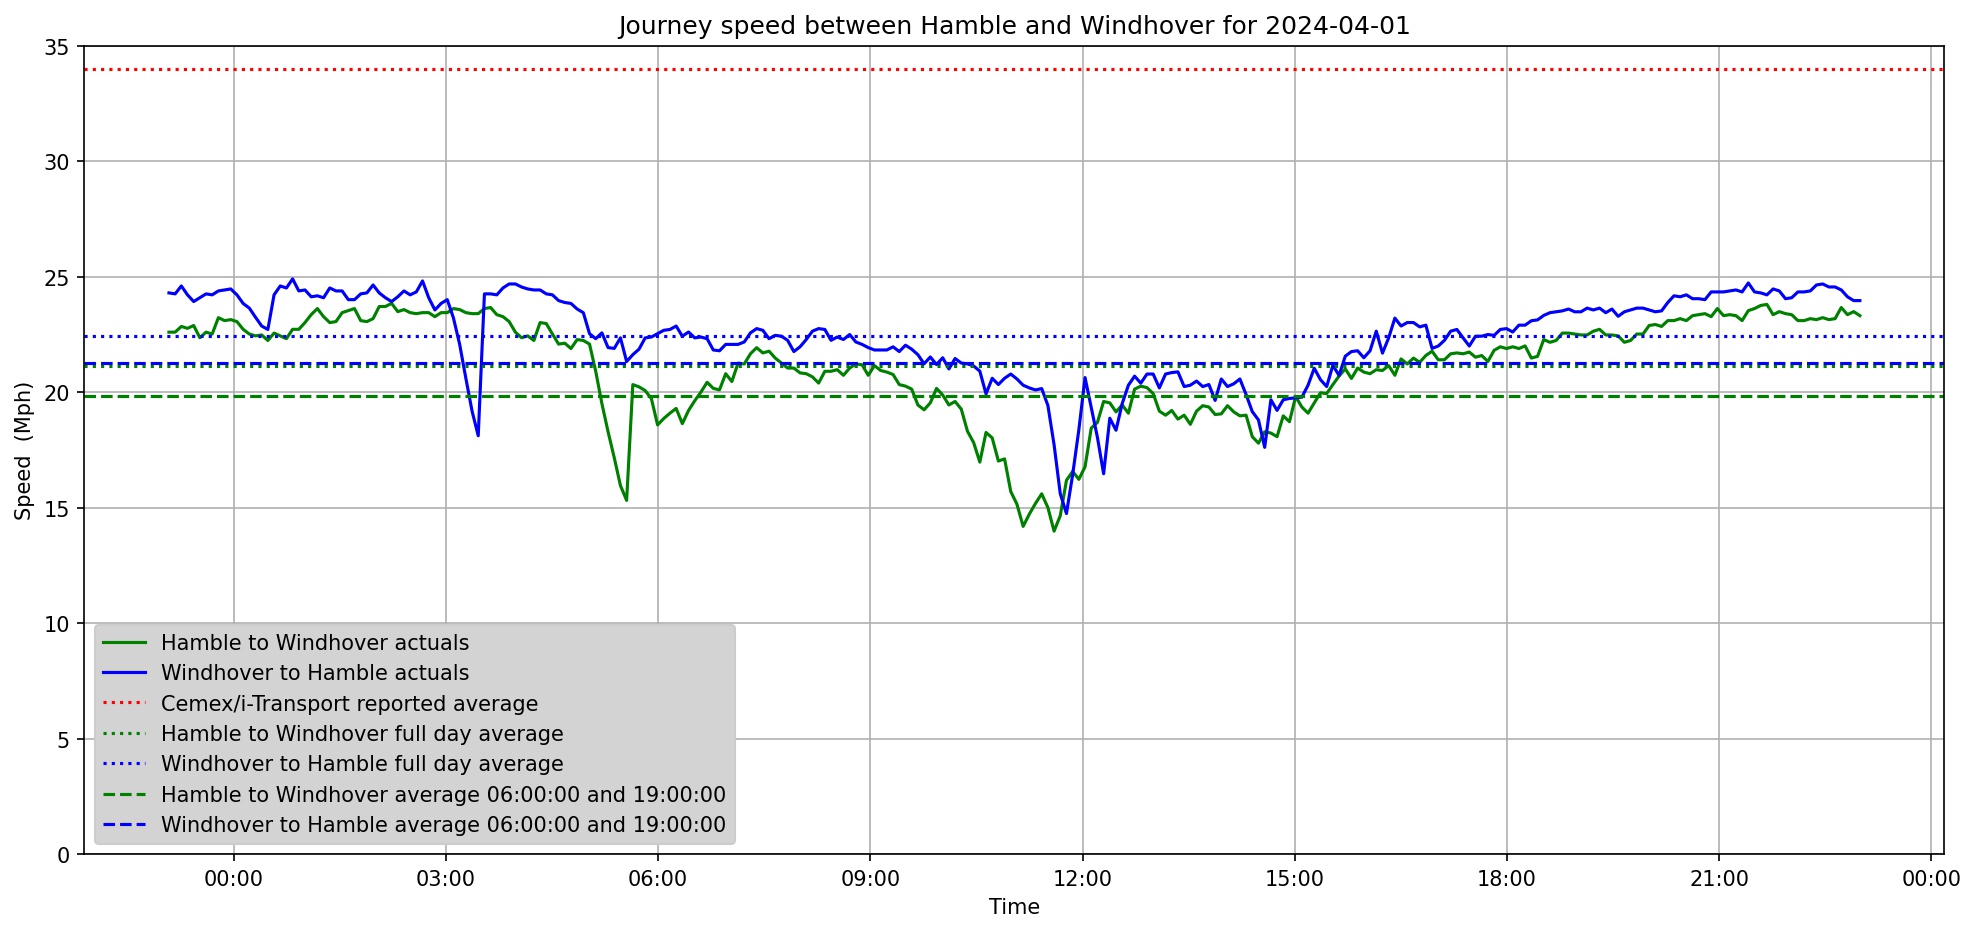 Journey speed between Hamble and Windhover for 2024-04-01
35
30
25
20
15
10
5
0
Speed (Mph)
Hamble to Windhover actuals
Windhover to Hamble actuals
Cemex/i-Transport reported average
Hamble to Windhover full day average
Windhover to Hamble full day average
Hamble to Windhover average 06:00:00 and 19:00:00
Windhover to Hamble average 06:00:00 and 19:00:00
00:00 03:00 06:00 09:00 12:00 15:00 18:00 21:00 00:00
Time